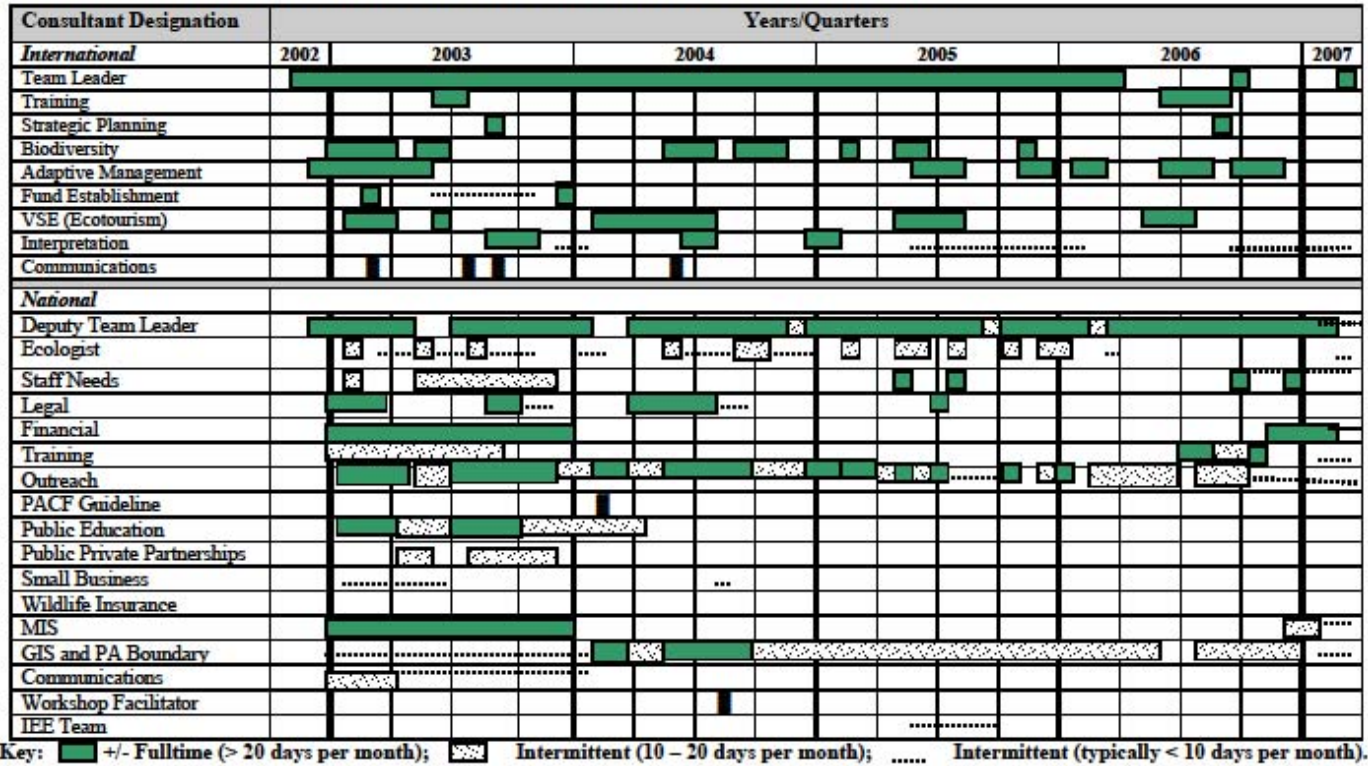 Consultant Designation Years/Quarters
International 2002 2003 2004 2005 2006 2007
Team Leader
Training
Strategic Planning
Biodiversity
Adaptive Management
Fund Establishment
VSE (Ecotourism)
Interpretation
Communications
National
Deputy Team Leader
Ecologist
Staff Needs
Legal
Financial
Training
Outreach
PACF Guideline
Public Education
Public Private Partnerships
Small Business
Wildlife Insurance
MIS
GIS and PA Boundary
Communications
Workshop Facilitator
IEE Team
Key: +/- Fulltime (> 20 days per month); Intermittent (10 – 20 days per month); ...... Intermittent (typically < 10 days per month).